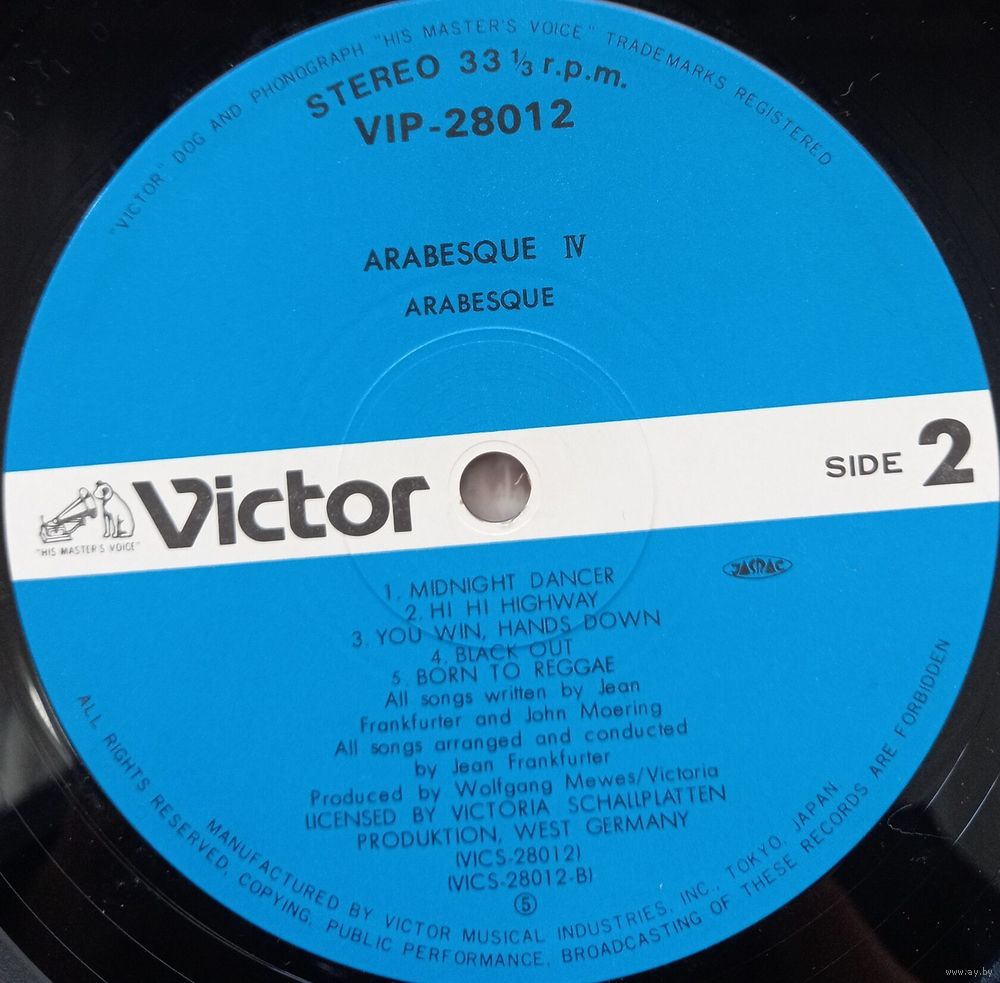 "VICTOR" DOG AND PHONOGRAPH "HIS MASTER'S VOICE" TRADEMARKS REGISTERED
STEREO 33 ⅓ r.p.m.
VIP-28012
ARABESQUE Ⅳ
ARABESQUE
SIDE 2
Victor
"HIS MASTER'S VOICE"
JASRAC
1. MIDNIGHT DANCER
2. HI HI HIGHWAY
3. YOU WIN, HANDS DOWN
4. BLACK OUT
5. BORN TO REGGAE
All songs written by Jean
Frankfurter and John Moering
All songs arranged and conducted
by Jean Frankfurter
Produced by Wolfgang Mewes/Victoria
LICENSED BY VICTORIA SCHALLPLATTEN
PRODUKTION, WEST GERMANY
(VICS-28012)
(VICS-28012-B)
⑤
MANUFACTURED BY VICTOR MUSICAL INDUSTRIES, INC., TOKYO, JAPAN
ALL RIGHTS RESERVED, COPYING, PUBLIC PERFORMANCE, BROADCASTING OF THESE RECORDS ARE FORBIDDEN
www.ay.by